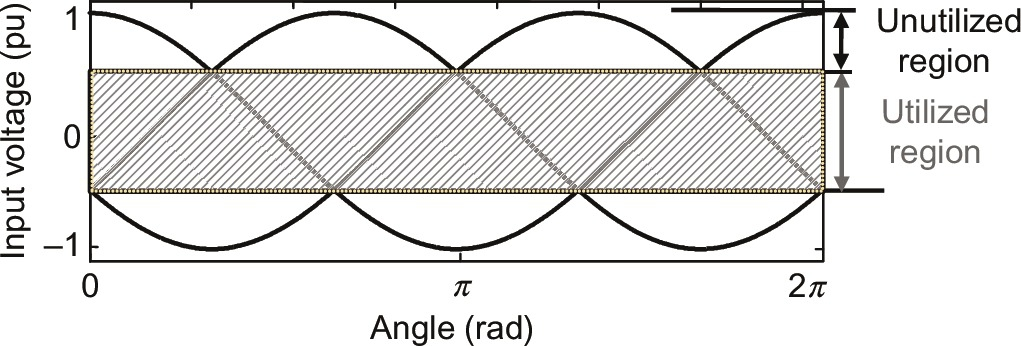 Input voltage (pu)
1
0
–1
0
π
2π
Angle (rad)
Unutilized
region
Utilized
region